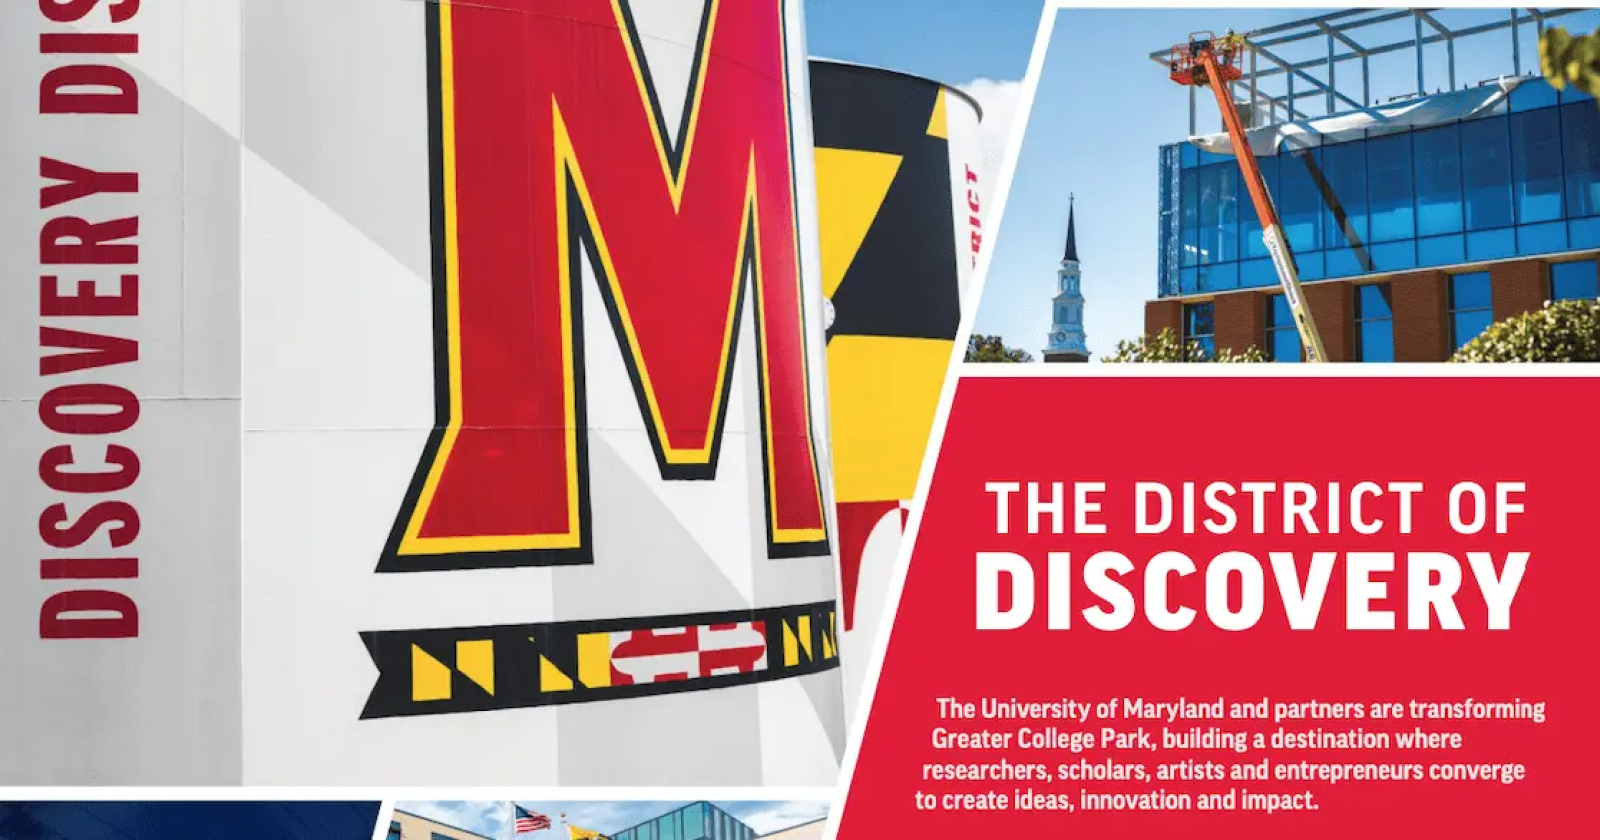 DISCOVERY DIS
M
RICT
THE DISTRICT OF
DISCOVERY
The University of Maryland and partners are transforming
Greater College Park, building a destination where
researchers, scholars, artists and entrepreneurs converge
to create ideas, innovation and impact.